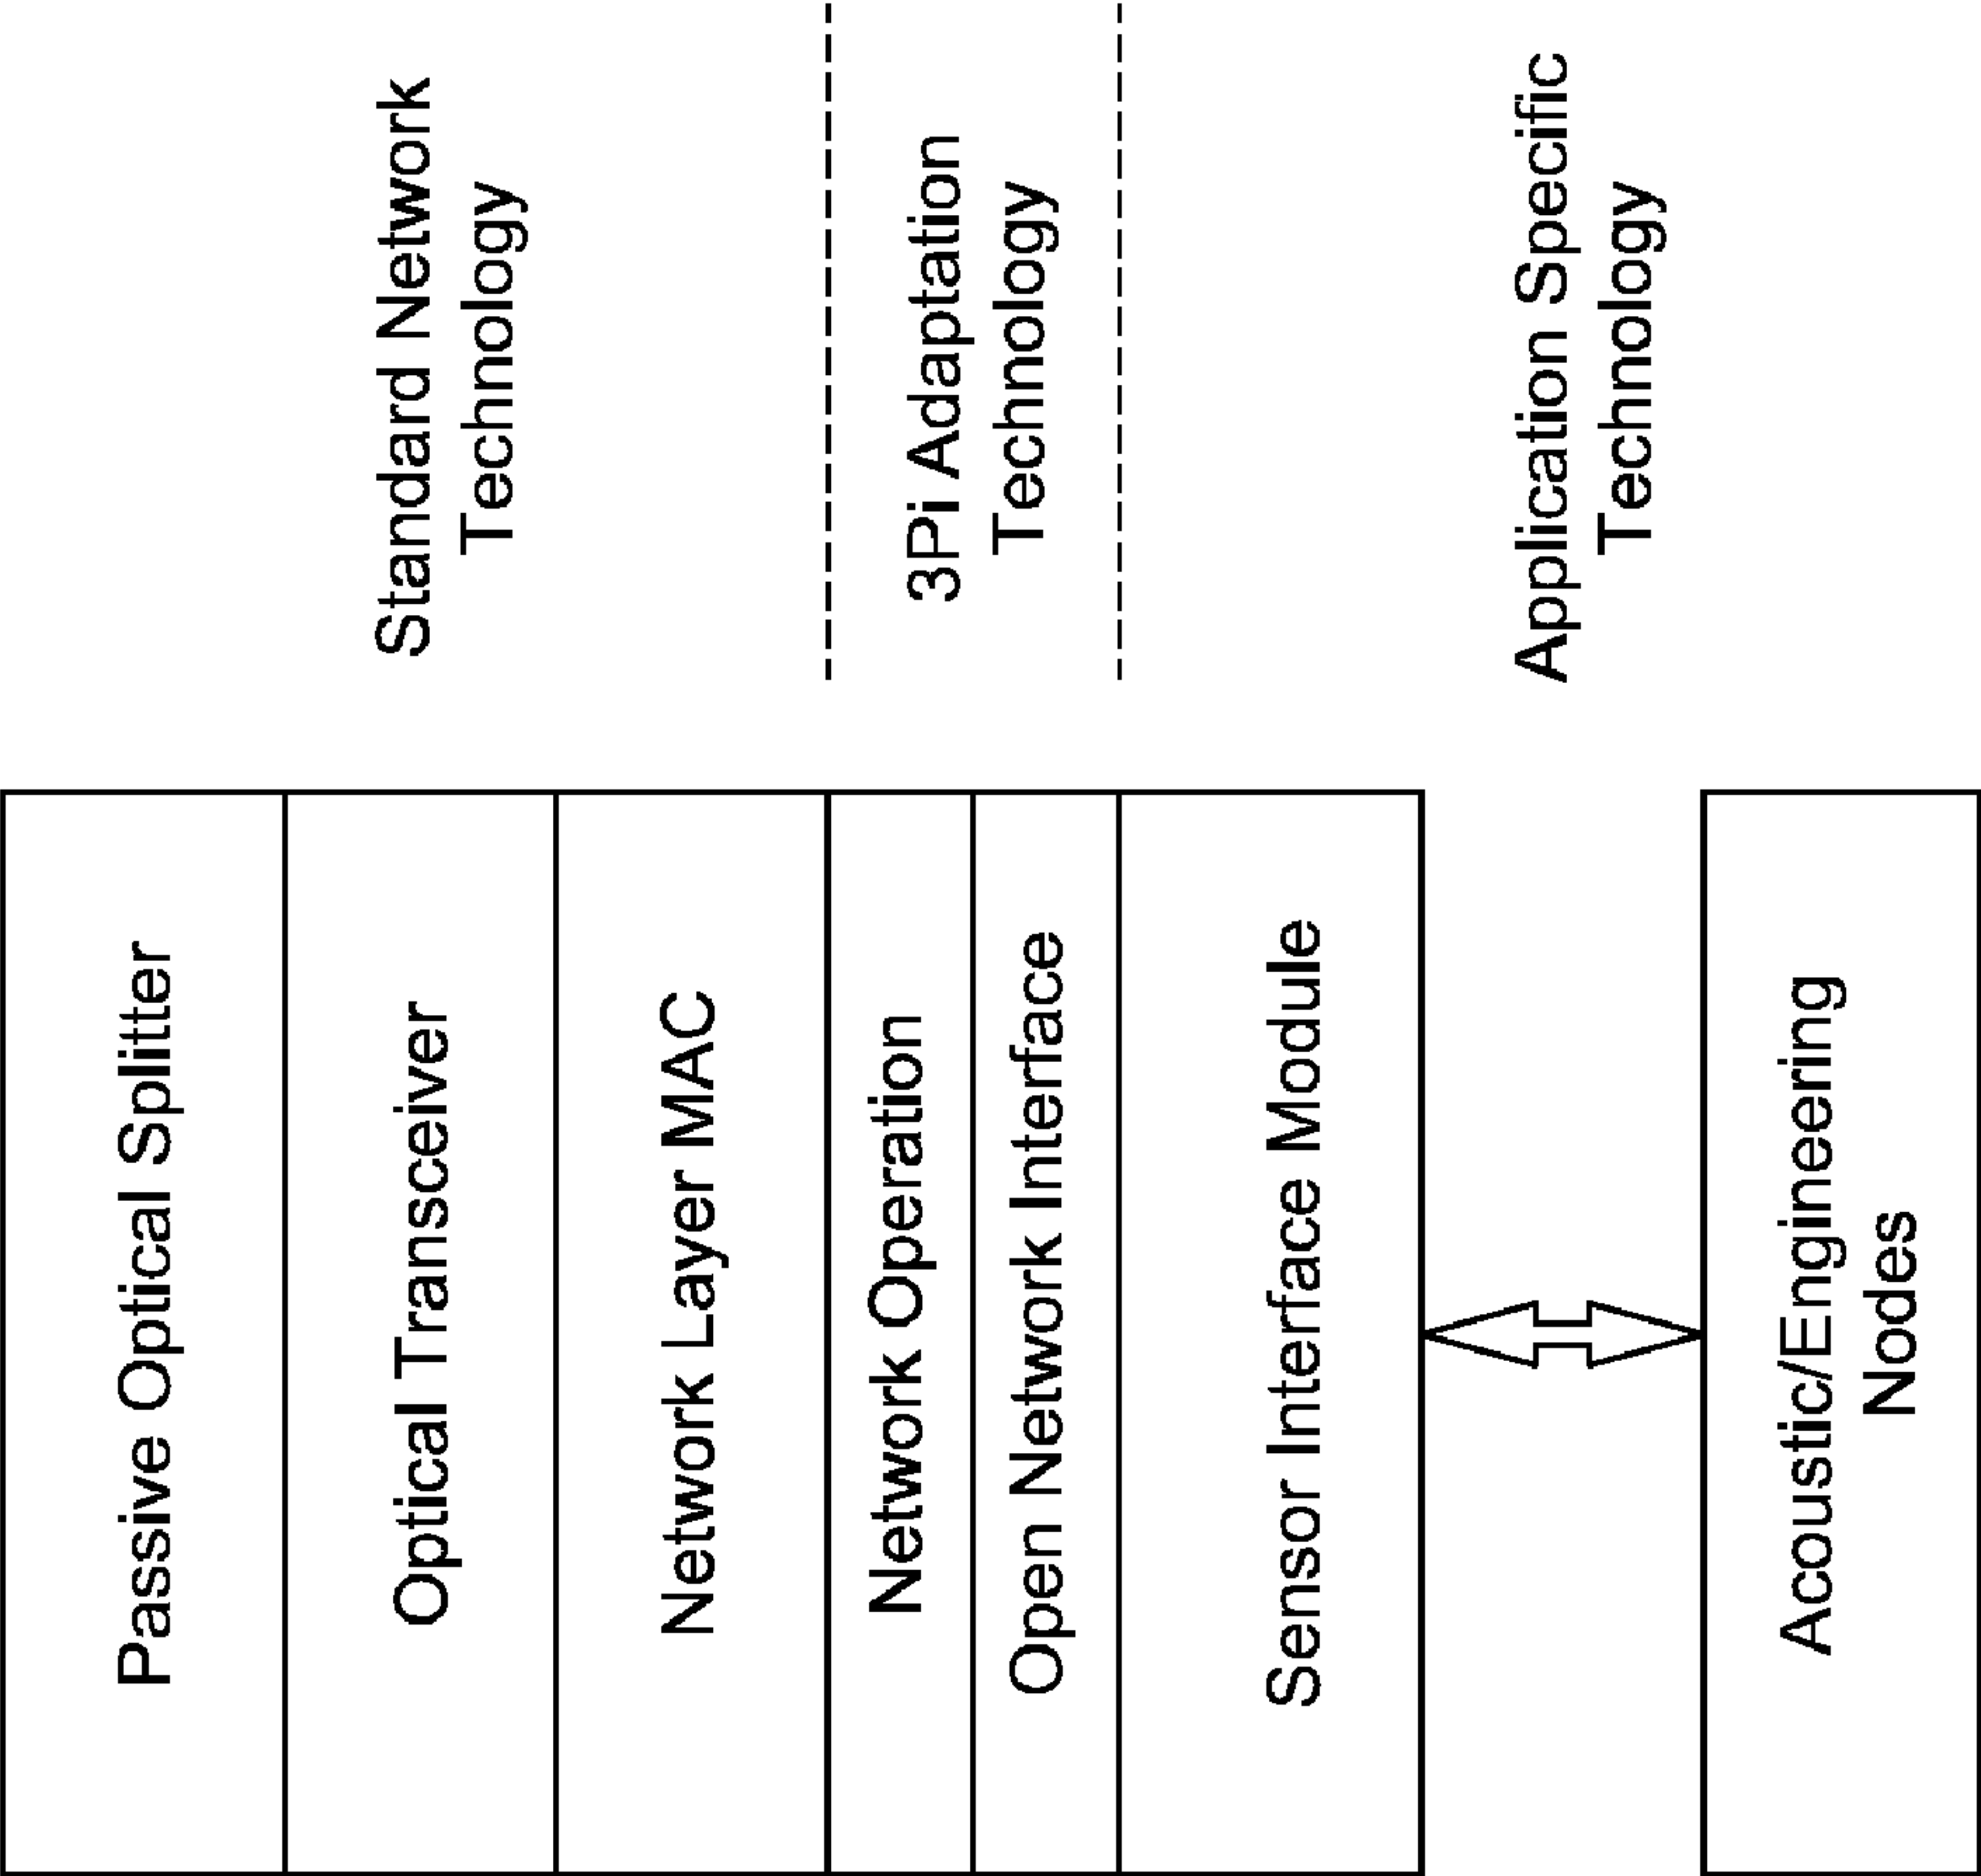 Passive Optical Splitter
Optical Transceiver
Network Layer MAC
Standard Network
Technology
Network Operation
Open Network Interface
3Pi Adaptation
Technology
Sensor Interface Module
Acoustic/Engineering
Nodes
Application Specific
Technology